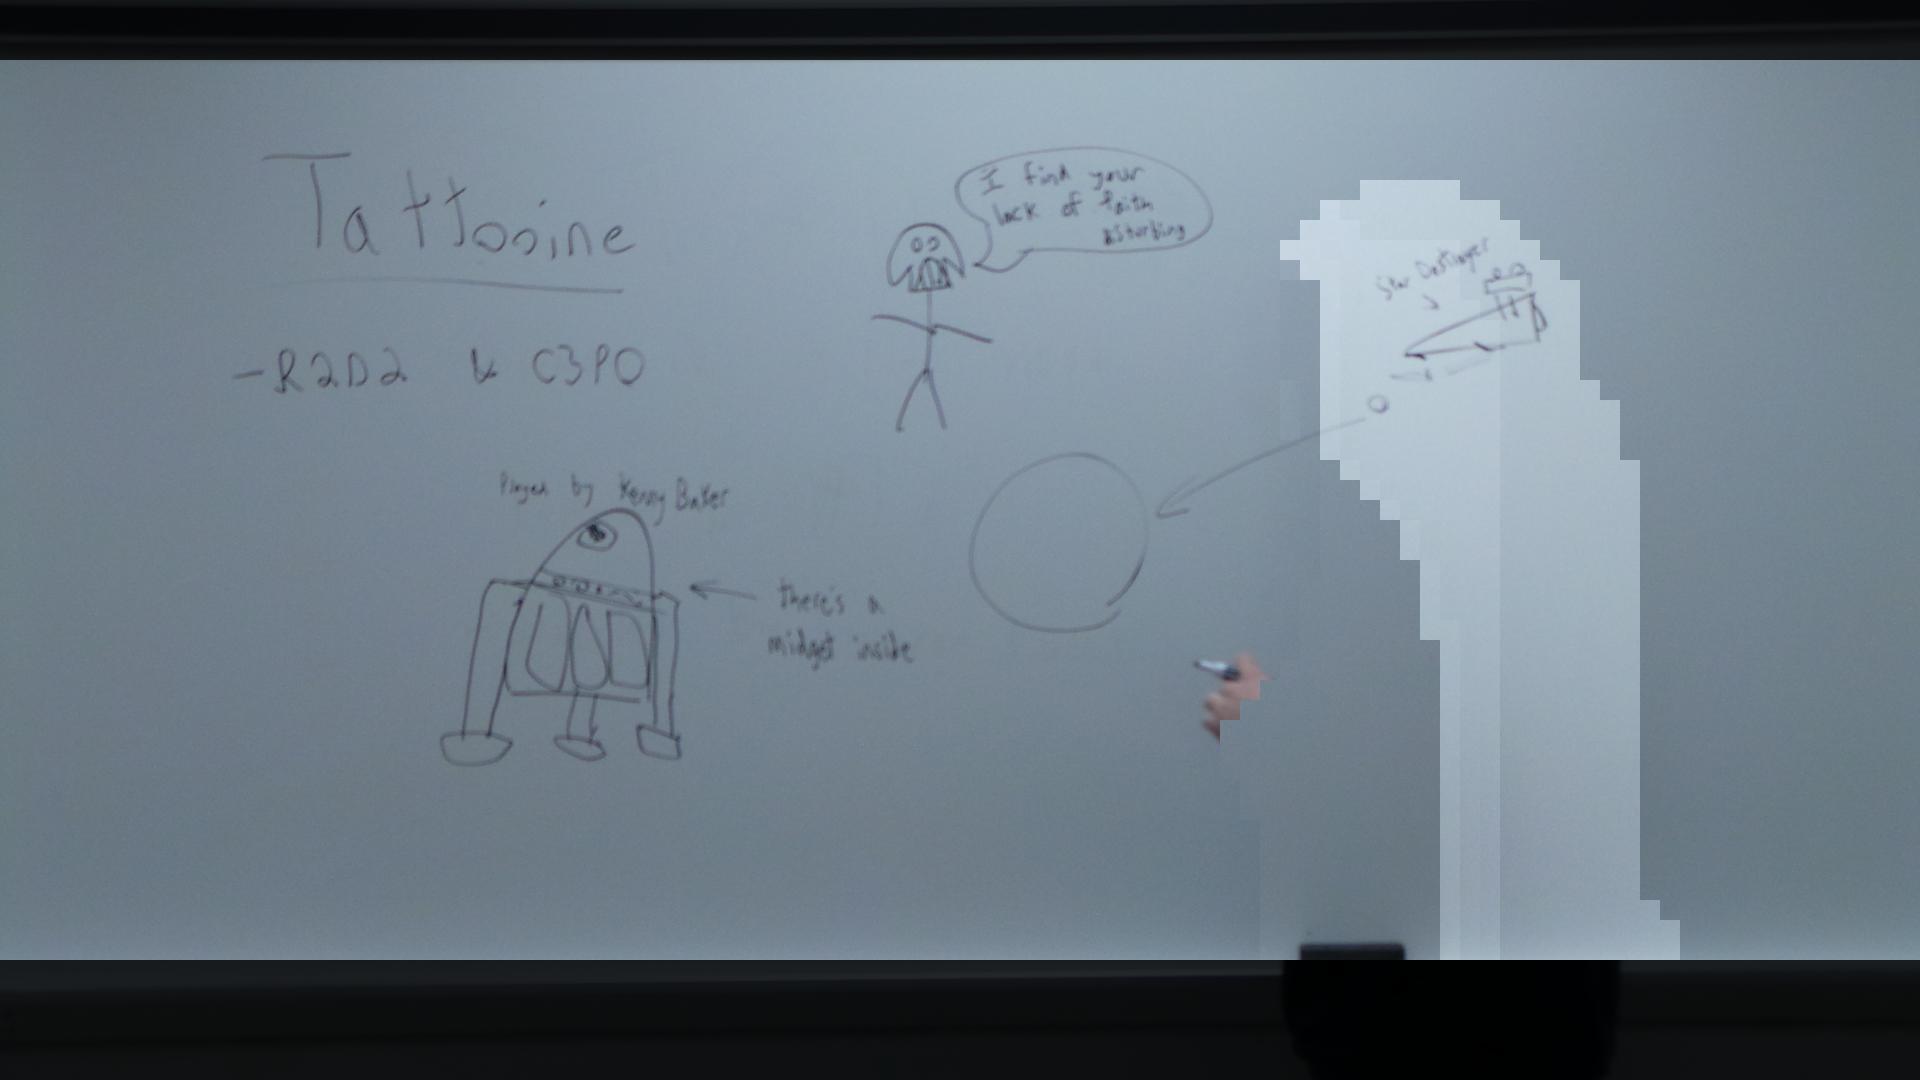 Tattooine
-R2D2 & C3PO
Played by Kenny Baker
there's a
midget inside
I find your
lack of faith
disturbing
Star Destroyer